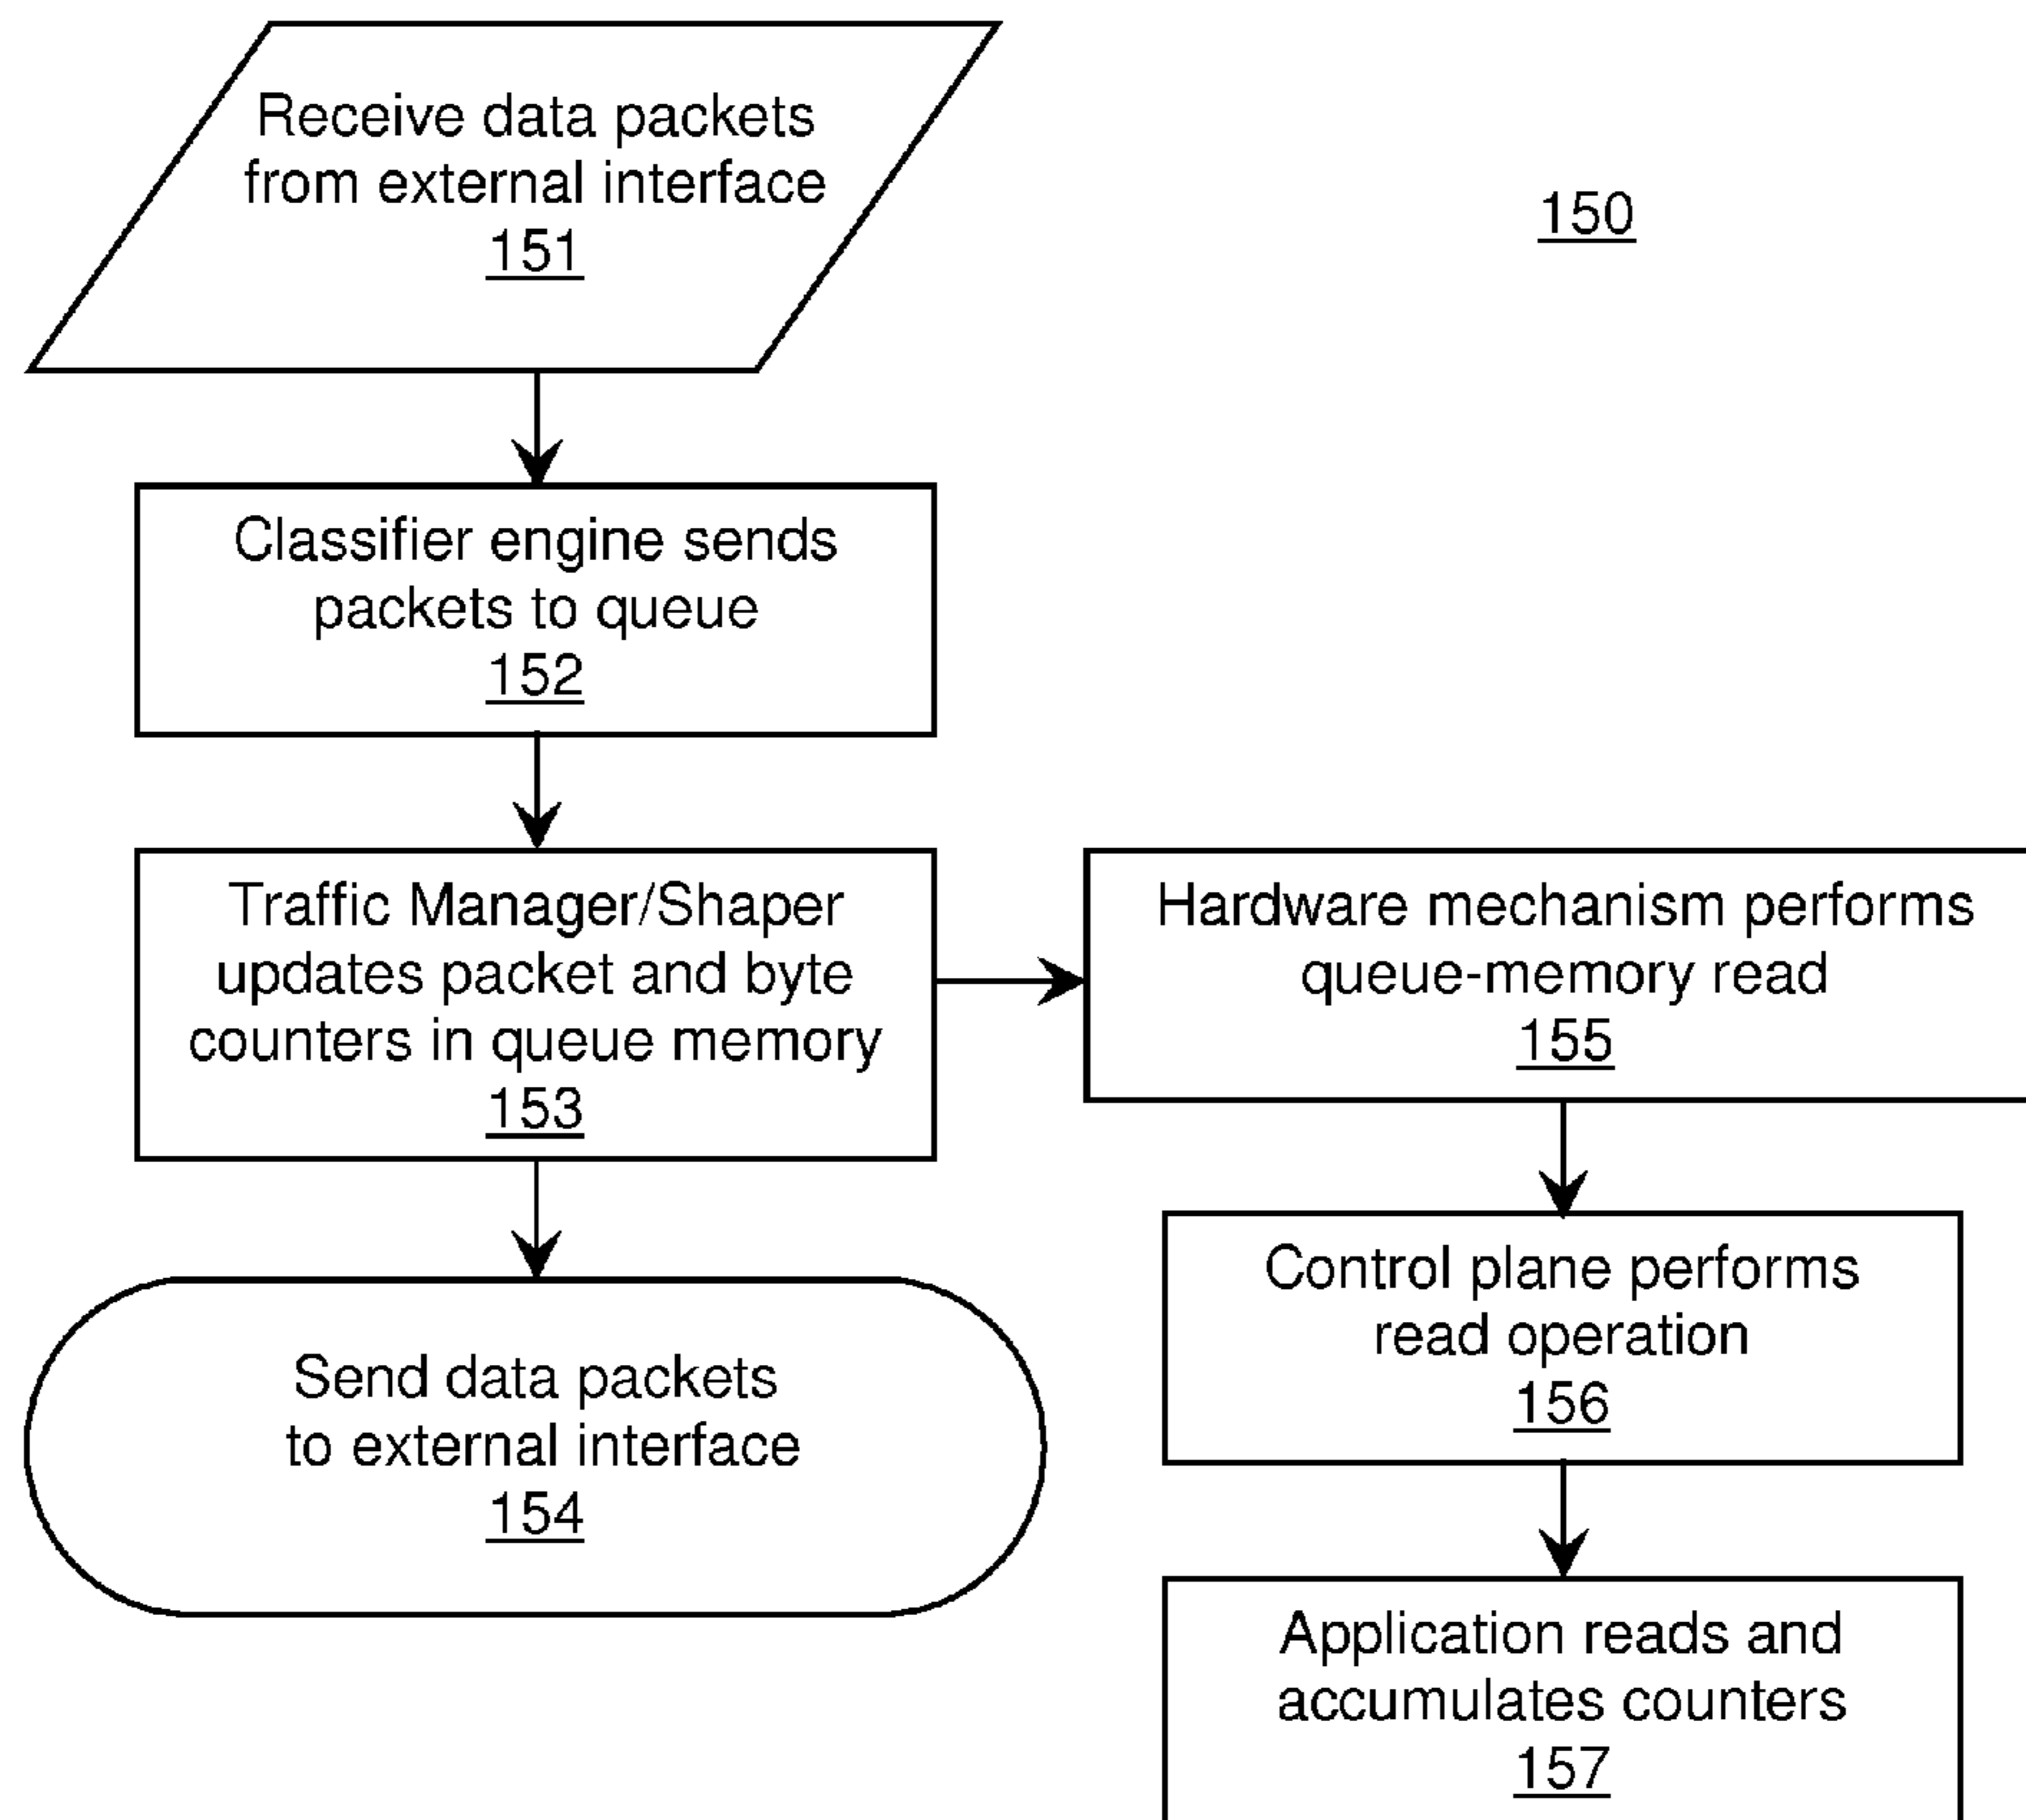 Receive data packets
from external interface
151
150
Classifier engine sends
packets to queue
152
Traffic Manager/Shaper
updates packet and byte
counters in queue memory
153
Hardware mechanism performs
queue-memory read
155
Control plane performs
read operation
156
Send data packets
to external interface
154
Application reads and
accumulates counters
157